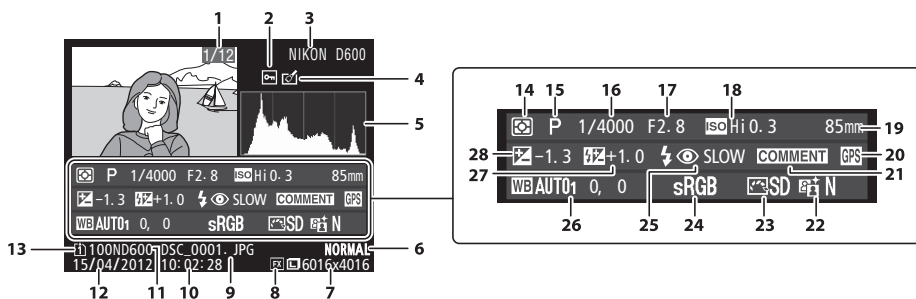 1 2 3
1/12 NIKON D600
4
5
1/4000 F2.8 ISO Hi0.3 85mm
-1.3 +1.0 SLOW COMMENT GPS
WB AUTO1 0, 0 sRGB SD N
1 100ND600 DSC_0001.JPG NORMAL
15/04/2012 10:02:28 FX 6016x4016
13 6
12 11 10 9 8 7
14 15 16 17 18
P 1/4000 F2.8 ISO Hi0.3 85mm 19
28 -1.3 +1.0 SLOW COMMENT GPS 20
27 25 21
WB AUTO1 0, 0 sRGB SD N
26 24 23 22